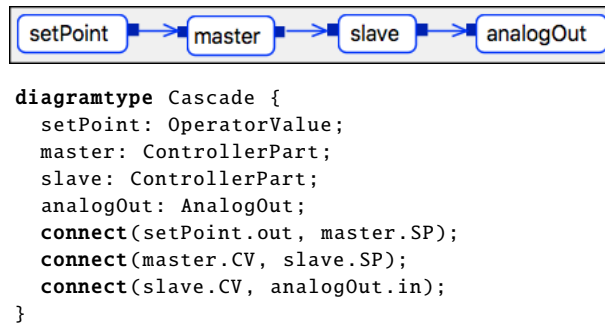 setPoint master slave analogOut
diagramtype Cascade {
  setPoint: OperatorValue;
  master: ControllerPart;
  slave: ControllerPart;
  analogOut: AnalogOut;
  connect(setPoint.out, master.SP);
  connect(master.CV, slave.SP);
  connect(slave.CV, analogOut.in);
}